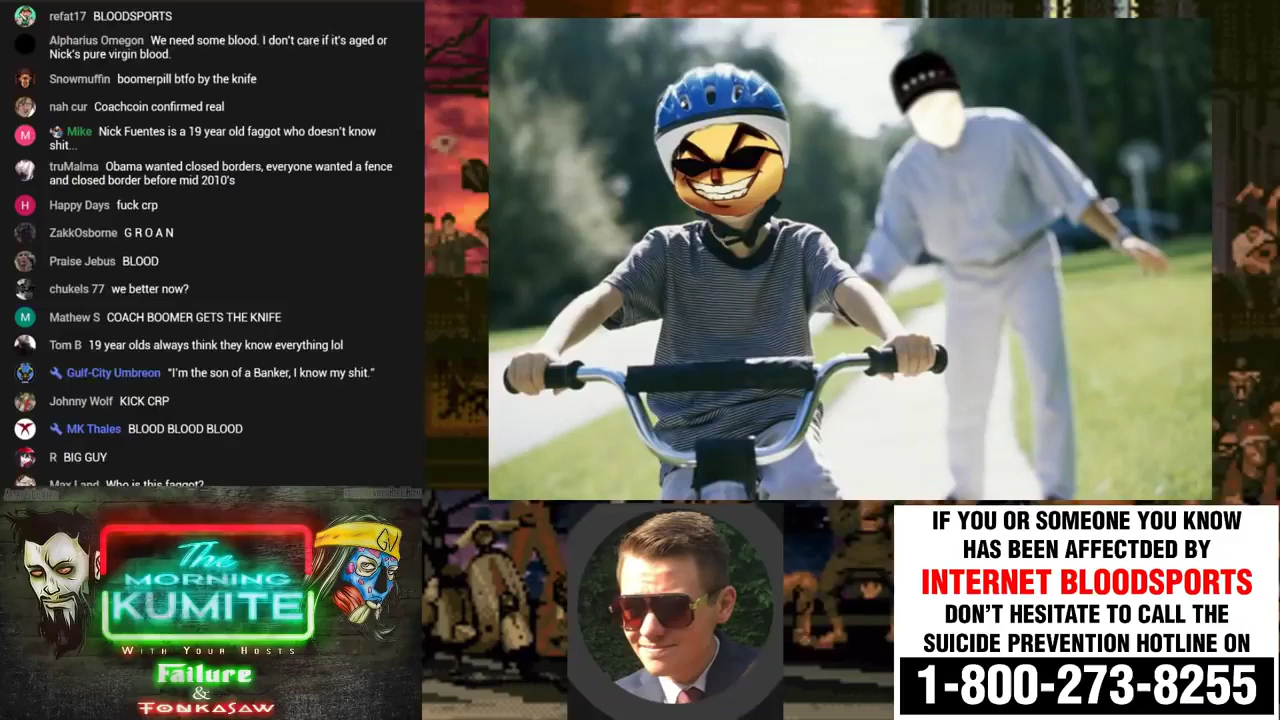 refat17 BLOODSPORTS
Alpharius Omegon We need some blood. I don't care if it's aged or
Nick's pure virgin blood.
Snowmuffin boomerpill btfo by the knife
nah cur Coachcoin confirmed real
M Mike Nick Fuentes is a 19 year old faggot who doesn't know
shit...
truMalma Obama wanted closed borders, everyone wanted a fence
and closed border before mid 2010's
H Happy Days fuck crp
ZakkOsborne G R O A N
Praise Jebus BLOOD
chukels 77 we better now?
M Mathew S COACH BOOMER GETS THE KNIFE
Tom B 19 year olds always think they know everything lol
Gulf-City Umbreon “I'm the son of a Banker, I know my shit.”
Johnny Wolf KICK CRP
MK Thales BLOOD BLOOD BLOOD
R BIG GUY
Max Land Who is this faggot?
The
MORNING
KUMITE
WITH YOUR HOSTS
Failure
&
TONKASAW
IF YOU OR SOMEONE YOU KNOW
HAS BEEN AFFECTDED BY
INTERNET BLOODSPORTS
DON'T HESITATE TO CALL THE
SUICIDE PREVENTION HOTLINE ON
1-800-273-8255